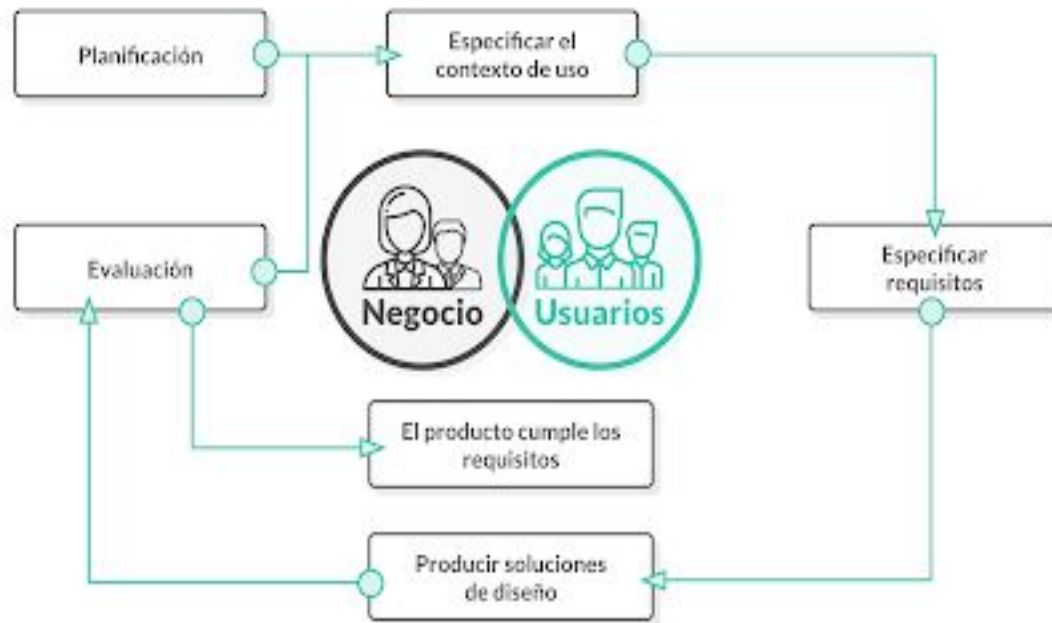 Planificación
Especificar el
contexto de uso
Evaluación
Negocio
Usuarios
Especificar
requisitos
El producto cumple los
requisitos
Producir soluciones
de diseño